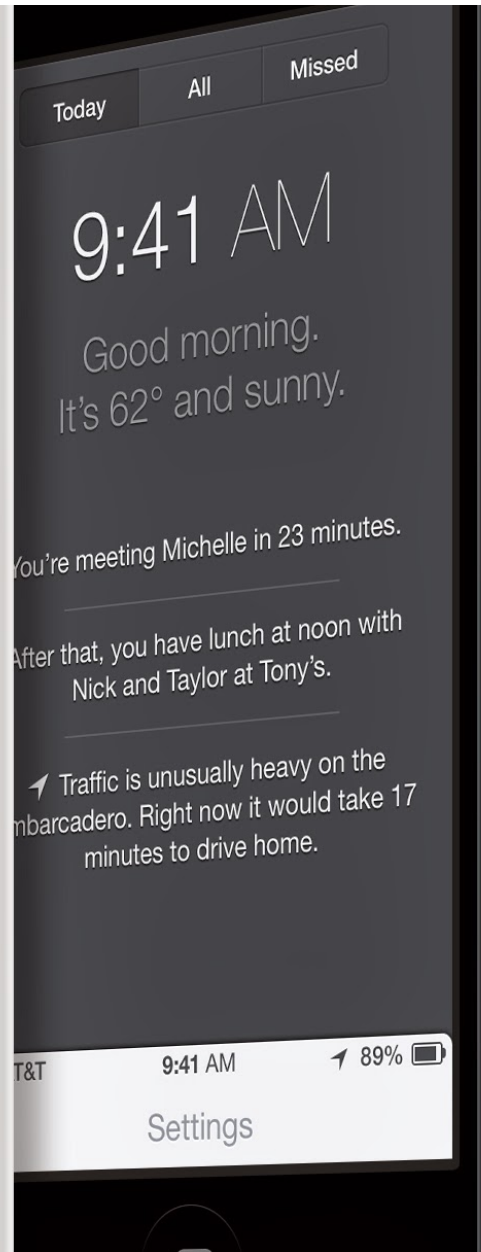 Today All Missed
9:41 AM
Good morning.
It's 62° and sunny.
You're meeting Michelle in 23 minutes.
After that, you have lunch at noon with
Nick and Taylor at Tony's.
Traffic is unusually heavy on the
mbarcadero. Right now it would take 17
minutes to drive home.
T&T 9:41 AM 89%
Settings